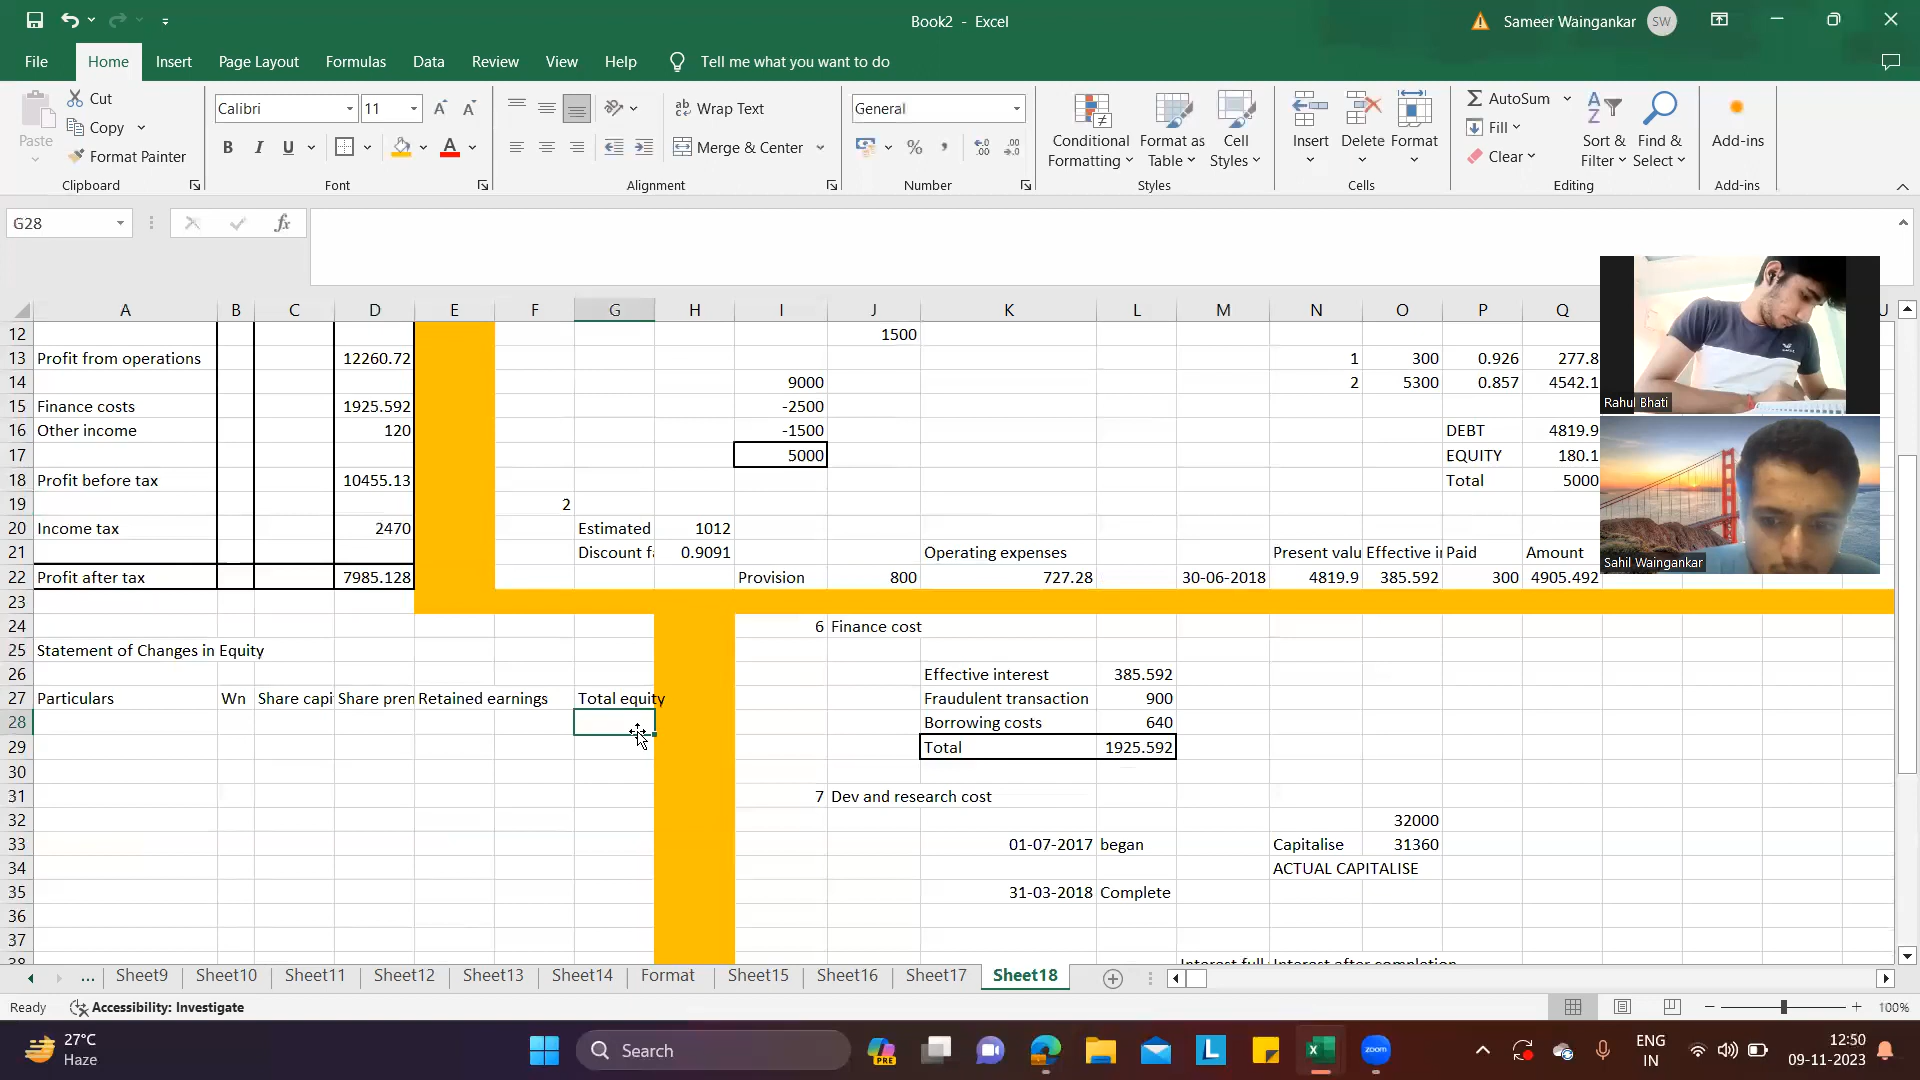 Book2 - Excel
Sameer Waingankar
SW
File
Home
Insert
Page Layout
Formulas
Data
Review
View
Help
Tell me what you want to do
Paste
Cut
Copy
Format Painter
Clipboard
Calibri
11
B
I
U
Font
Wrap Text
Merge & Center
Alignment
General
Number
Conditional Formatting
Format as Table
Cell Styles
Styles
Insert
Delete
Format
Cells
AutoSum
Fill
Clear
Sort & Filter
Find & Select
Editing
Add-ins
Add-ins
G28
fx
A B C D E F G H I J K L M N O P Q U
12 1500
13 Profit from operations 12260.72 1 300 0.926 277.8
14 9000 2 5300 0.857 4542.1
15 Finance costs 1925.592 -2500
16 Other income 120 -1500 DEBT 4819.9
17 5000 EQUITY 180.1
18 Profit before tax 10455.13 Total 5000
19 2
20 Income tax 2470 Estimated 1012
21 Discount fa 0.9091 Operating expenses Present valu Effective in Paid Amount
22 Profit after tax 7985.128 Provision 800 727.28 30-06-2018 4819.9 385.592 300 4905.492
23
24 6 Finance cost
25 Statement of Changes in Equity
26 Effective interest 385.592
27 Particulars Wn Share capi Share pren Retained earnings Total equity Fraudulent transaction 900
28 Borrowing costs 640
29 Total 1925.592
30
31 7 Dev and research cost
32 32000
33 01-07-2017 began Capitalise 31360
34 ACTUAL CAPITALISE
35 31-03-2018 Complete
36
37
38 Interest full Interest after completion
Rahul Bhati
Sahil Waingankar
... Sheet9 Sheet10 Sheet11 Sheet12 Sheet13 Sheet14 Format Sheet15 Sheet16 Sheet17 Sheet18
Ready
Accessibility: Investigate
100%
27°C
Haze
Search
PRE
L
zoom
ENG
IN
12:50
09-11-2023